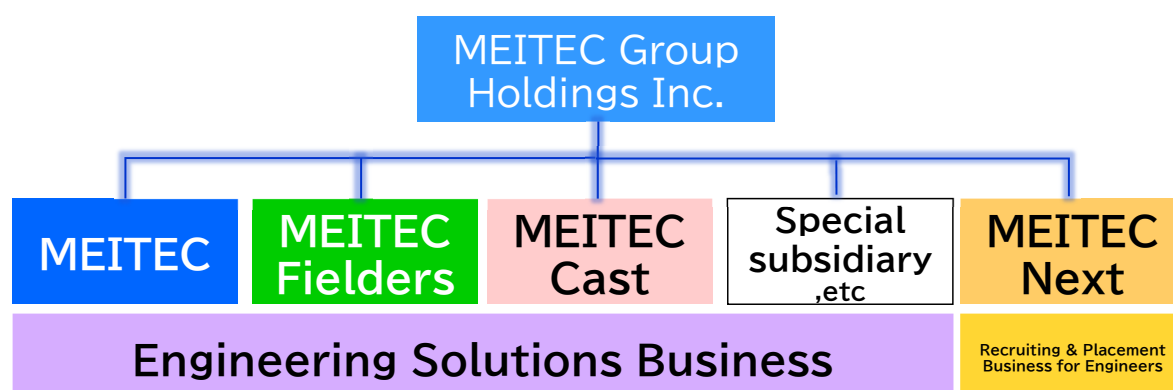 MEITEC Group
Holdings Inc.
MEITEC
MEITEC
Fielders
MEITEC
Cast
Special
subsidiary
,etc
MEITEC
Next
Engineering Solutions Business
Recruiting & Placement
Business for Engineers